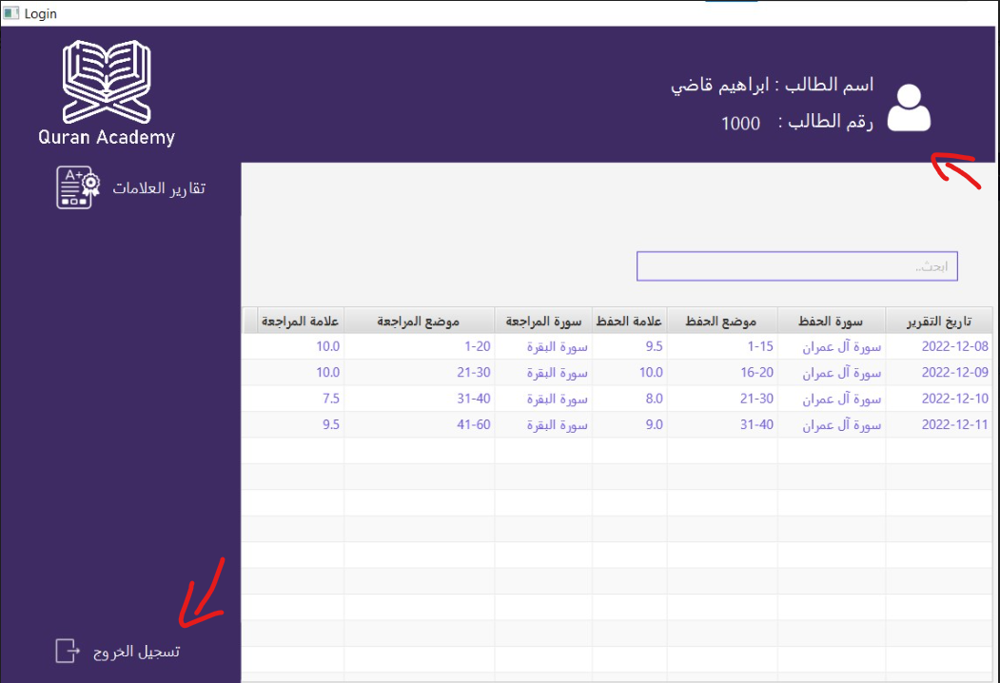 Login
Quran Academy
اسم الطالب : ابراهيم قاضي
رقم الطالب : 1000
A+
تقارير العلامات
ابحث..
تاريخ التقرير سورة الحفظ موضع الحفظ علامة الحفظ سورة المراجعة موضع المراجعة علامة المراجعة
2022-12-08 سورة آل عمران 1-15 9.5 سورة البقرة 1-20 10.0
2022-12-09 سورة آل عمران 16-20 10.0 سورة البقرة 21-30 10.0
2022-12-10 سورة آل عمران 21-30 8.0 سورة البقرة 31-40 7.5
2022-12-11 سورة آل عمران 31-40 9.0 سورة البقرة 41-60 9.5
تسجيل الخروج